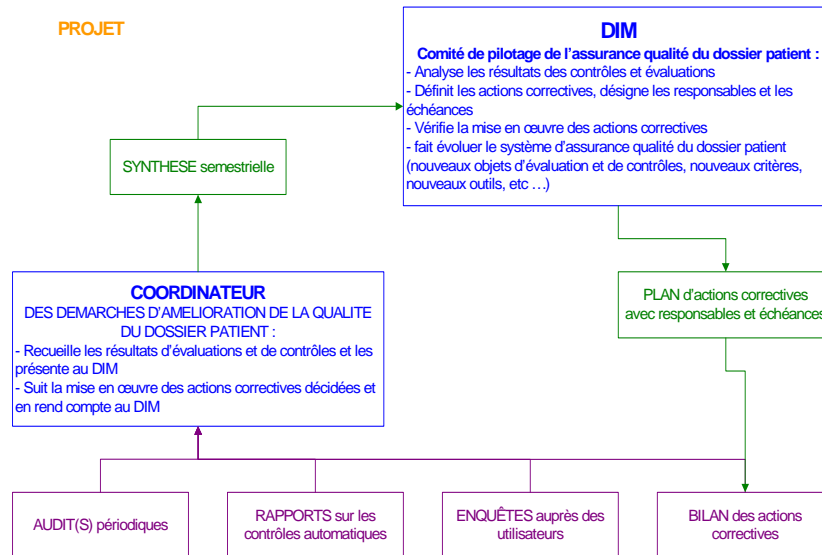 PROJET
DIM
Comité de pilotage de l'assurance qualité du dossier patient :
- Analyse les résultats des contrôles et évaluations
- Définit les actions correctives, désigne les responsables et les
échéances
- Vérifie la mise en œuvre des actions correctives
- fait évoluer le système d'assurance qualité du dossier patient
(nouveaux objets d'évaluation et de contrôles, nouveaux critères,
nouveaux outils, etc …)
SYNTHESE semestrielle
COORDINATEUR
DES DEMARCHES D'AMELIORATION DE LA QUALITE
DU DOSSIER PATIENT :
- Recueille les résultats d'évaluations et de contrôles et les
présente au DIM
- Suit la mise en œuvre des actions correctives décidées et
en rend compte au DIM
PLAN d'actions correctives
avec responsables et échéances
AUDIT(S) périodiques
RAPPORTS sur les
contrôles automatiques
ENQUÊTES auprès des
utilisateurs
BILAN des actions
correctives